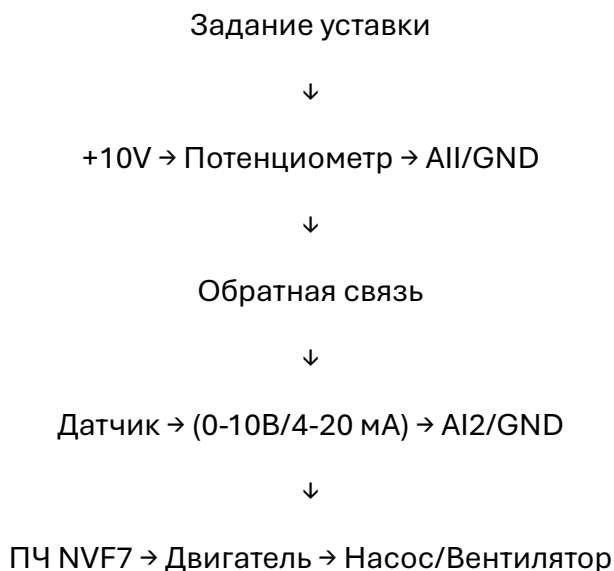 Задание уставки
↓
+10V → Потенциометр → AII/GND
↓
Обратная связь
↓
Датчик → (0-10В/4-20 мА) → AI2/GND
↓
ПЧ NVF7 → Двигатель → Насос/Вентилятор